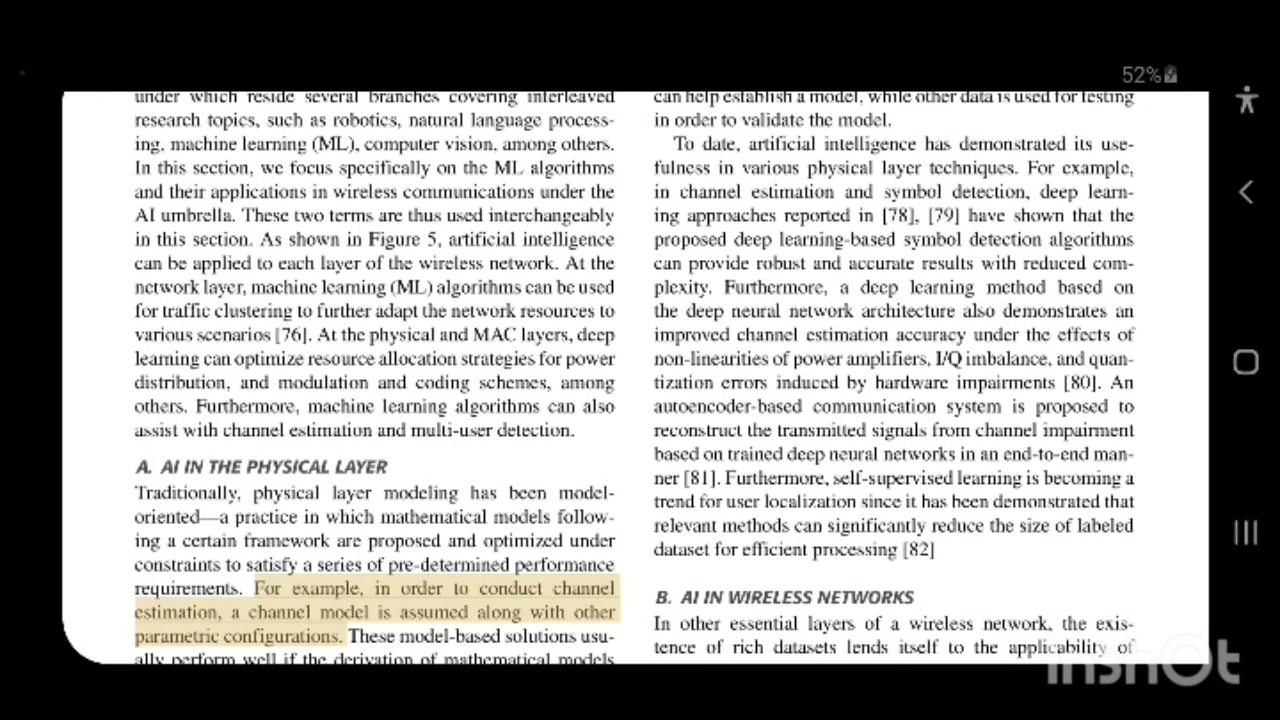 52%
under which reside several branches covering interleaved
research topics, such as robotics, natural language process-
ing, machine learning (ML), computer vision, among others.
In this section, we focus specifically on the ML algorithms
and their applications in wireless communications under the
AI umbrella. These two terms are thus used interchangeably
in this section. As shown in Figure 5, artificial intelligence
can be applied to each layer of the wireless network. At the
network layer, machine learning (ML) algorithms can be used
for traffic clustering to further adapt the network resources to
various scenarios [76]. At the physical and MAC layers, deep
learning can optimize resource allocation strategies for power
distribution, and modulation and coding schemes, among
others. Furthermore, machine learning algorithms can also
assist with channel estimation and multi-user detection.
A. AI IN THE PHYSICAL LAYER
Traditionally, physical layer modeling has been model-
oriented—a practice in which mathematical models follow-
ing a certain framework are proposed and optimized under
constraints to satisfy a series of pre-determined performance
requirements. For example, in order to conduct channel
estimation, a channel model is assumed along with other
parametric configurations. These model-based solutions usu-
ally perform well if the derivation of mathematical models
can help establish a model, while other data is used for testing
in order to validate the model.
To date, artificial intelligence has demonstrated its use-
fulness in various physical layer techniques. For example,
in channel estimation and symbol detection, deep learn-
ing approaches reported in [78], [79] have shown that the
proposed deep learning-based symbol detection algorithms
can provide robust and accurate results with reduced com-
plexity. Furthermore, a deep learning method based on
the deep neural network architecture also demonstrates an
improved channel estimation accuracy under the effects of
non-linearities of power amplifiers, I/Q imbalance, and quan-
tization errors induced by hardware impairments [80]. An
autoencoder-based communication system is proposed to
reconstruct the transmitted signals from channel impairment
based on trained deep neural networks in an end-to-end man-
ner [81]. Furthermore, self-supervised learning is becoming a
trend for user localization since it has been demonstrated that
relevant methods can significantly reduce the size of labeled
dataset for efficient processing [82]
B. AI IN WIRELESS NETWORKS
In other essential layers of a wireless network, the exis-
tence of rich datasets lends itself to the applicability of
InShOt